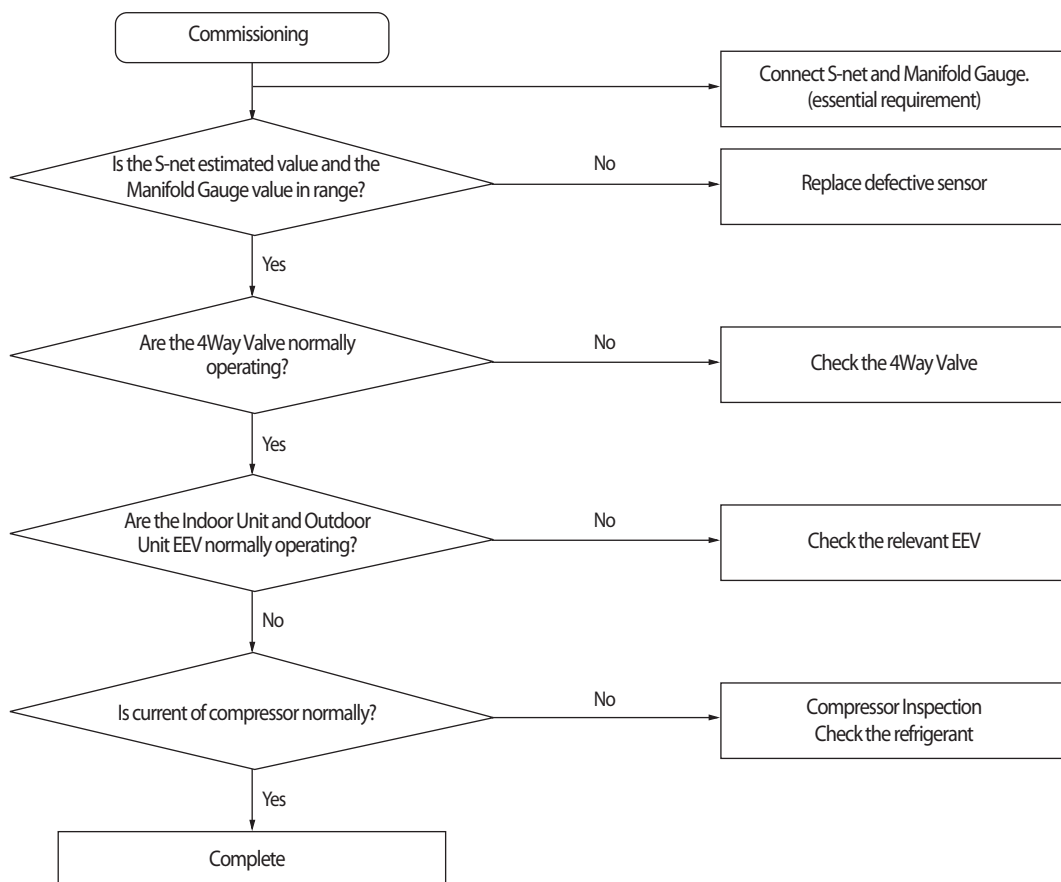 Commissioning
Connect S-net and Manifold Gauge.
(essential requirement)
Is the S-net estimated value and the
Manifold Gauge value in range?
No
Replace defective sensor
Yes
Are the 4Way Valve normally
operating?
No
Check the 4Way Valve
Yes
Are the Indoor Unit and Outdoor
Unit EEV normally operating?
No
Check the relevant EEV
No
Is current of compressor normally?
No
Compressor Inspection
Check the refrigerant
Yes
Complete